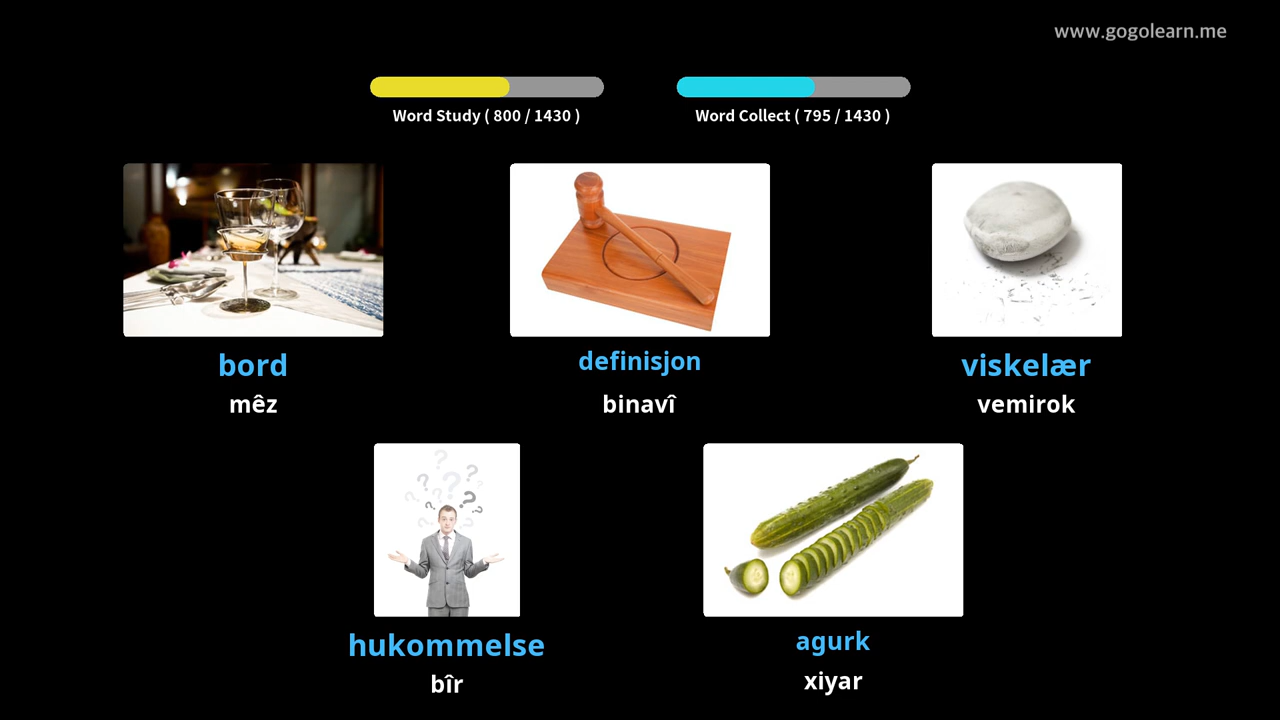 www.gogolearn.me
Word Study ( 800 / 1430 )
Word Collect ( 795 / 1430 )
bord
mêz
definisjon
binavî
viskelær
vemirok
hukommelse
bîr
agurk
xiyar